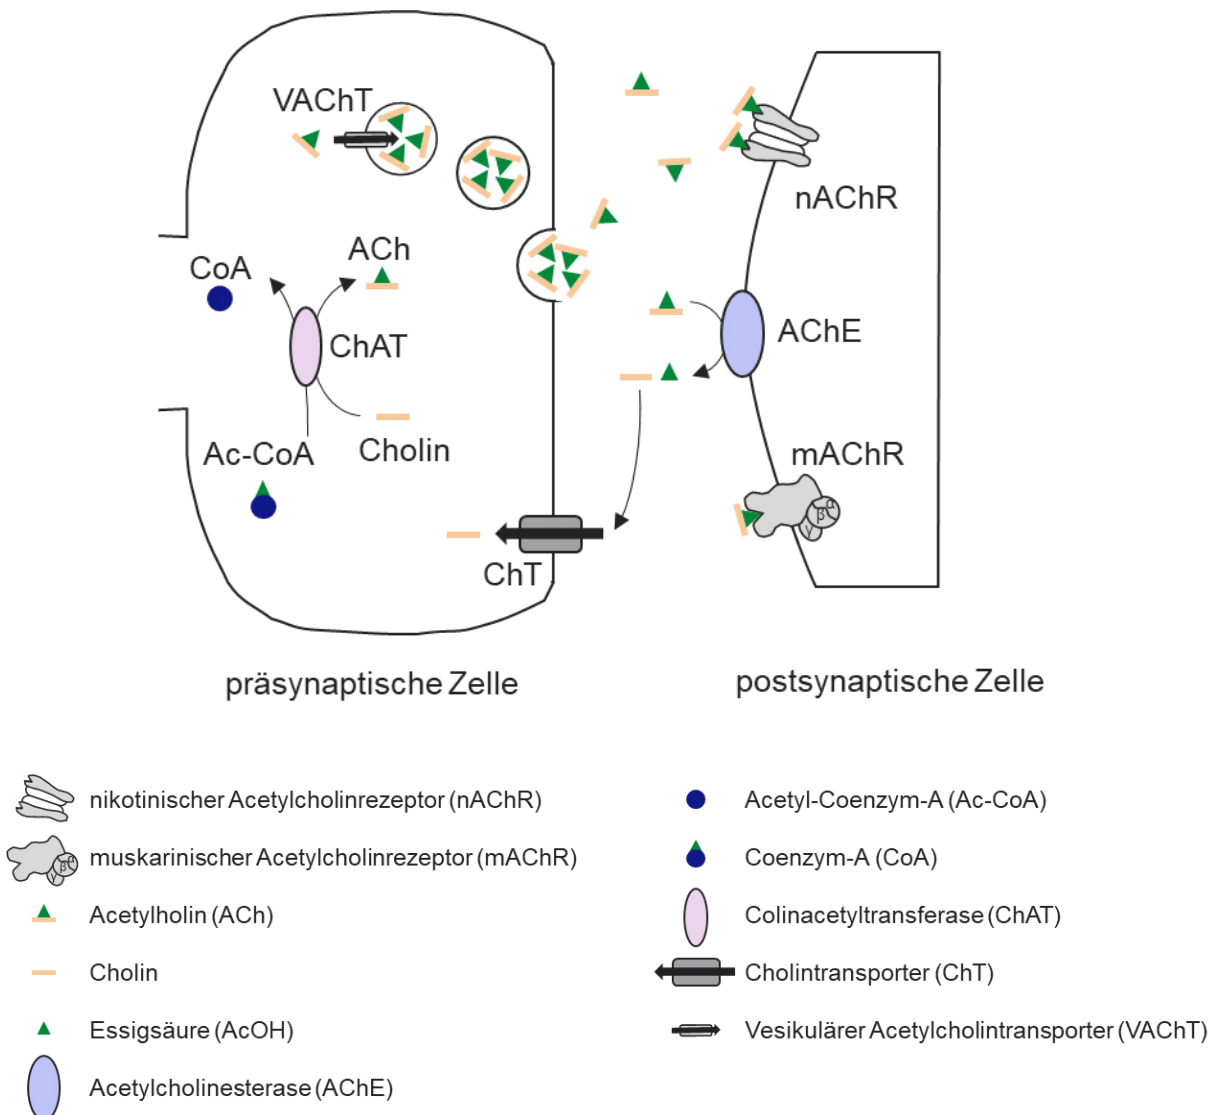 VAChT
nAChR
ACh
CoA
AChE
ChAT
mAChR
Ac-CoA
Cholin
α
β
γ
ChT
präsynaptische Zelle
postsynaptische Zelle
nikotinischer Acetylcholinrezeptor (nAChR)
α
β
γ
muskarinischer Acetylcholinrezeptor (mAChR)
Acetylholin (ACh)
Cholin
Essigsäure (AcOH)
Acetylcholinesterase (AChE)
Acetyl-Coenzym-A (Ac-CoA)
Coenzym-A (CoA)
Colinacetyltransferase (ChAT)
Cholintransporter (ChT)
Vesikulärer Acetylcholintransporter (VAChT)